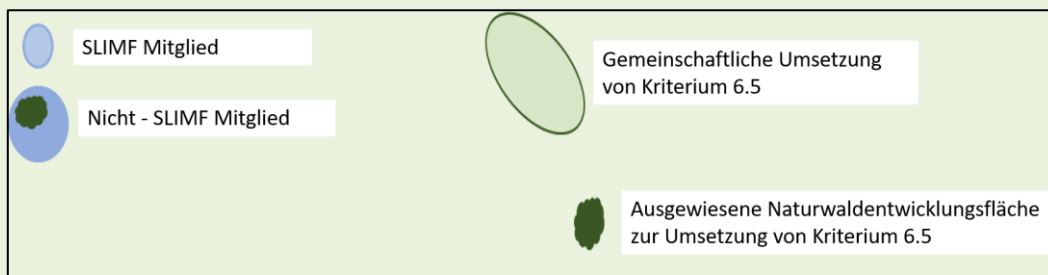 SLIMF Mitglied
Nicht - SLIMF Mitglied
Gemeinschaftliche Umsetzung
von Kriterium 6.5
Ausgewiesene Naturwaldentwicklungsfläche
zur Umsetzung von Kriterium 6.5